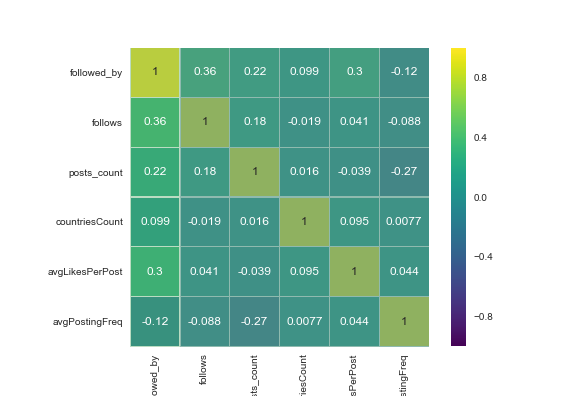 followed_by 1 0.36 0.22 0.099 0.3 -0.12
follows 0.36 1 0.18 -0.019 0.041 -0.088
posts_count 0.22 0.18 1 0.016 -0.039 -0.27
countriesCount 0.099 -0.019 0.016 1 0.095 0.0077
avgLikesPerPost 0.3 0.041 -0.039 0.095 1 0.044
avgPostingFreq -0.12 -0.088 -0.27 0.0077 0.044 1
owed_by
follows
sts_count
riesCount
sPerPost
stingFreq
0.8
0.4
0.0
−0.4
−0.8